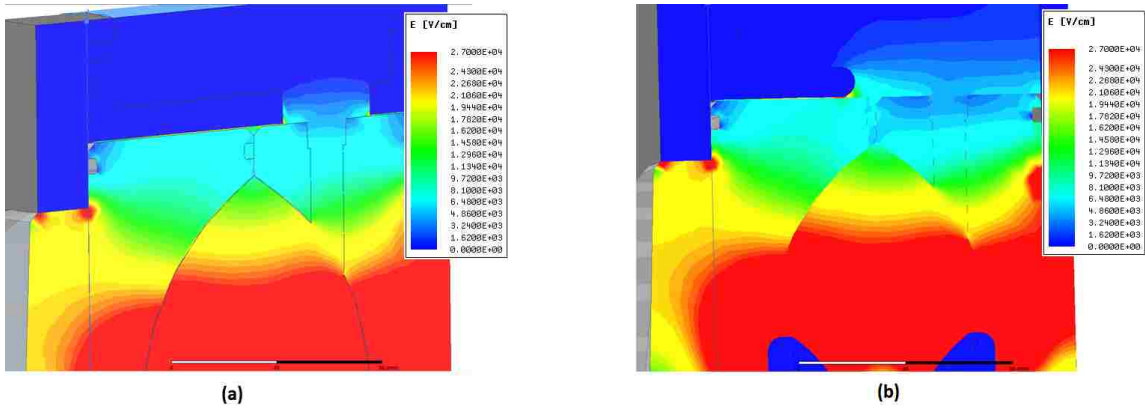 E [V/cm]
2.7000E+04
2.4300E+04
2.2680E+04
2.1060E+04
1.9440E+04
1.7820E+04
1.6200E+04
1.4580E+04
1.2960E+04
1.1340E+04
9.7200E+03
8.1000E+03
6.4800E+03
4.8600E+03
3.2400E+03
1.6200E+03
0.0000E+00
(a)
E [V/cm]
2.7000E+04
2.4300E+04
2.2680E+04
2.1060E+04
1.9440E+04
1.7820E+04
1.6200E+04
1.4580E+04
1.2960E+04
1.1340E+04
9.7200E+03
8.1000E+03
6.4800E+03
4.8600E+03
3.2400E+03
1.6200E+03
0.0000E+00
(b)